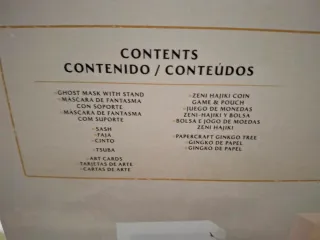 CONTENTS
CONTENIDO / CONTEÚDOS
-GHOST MASK WITH STAND
-MASCARA DE FANTASMA
CON SOPORTE
-MASCARA DE FANTASMA
COM SUPORTE
-SASH
-FAJA
-CINTO
-TSUBA
-ART CARDS
-TARJETAS DE ARTE
-CARTAS DE ARTE
-ZENI HAJIKI COIN
GAME & POUCH
-JUEGO DE MONEDAS
ZENI-HAJIKI Y BOLSA
-BOLSA E JOGO DE MOEDAS
ZENI HAJIKI
-PAPERCRAFT GINKGO TREE
-GINGKO DE PAPEL
-GINGKO DE PAPEL